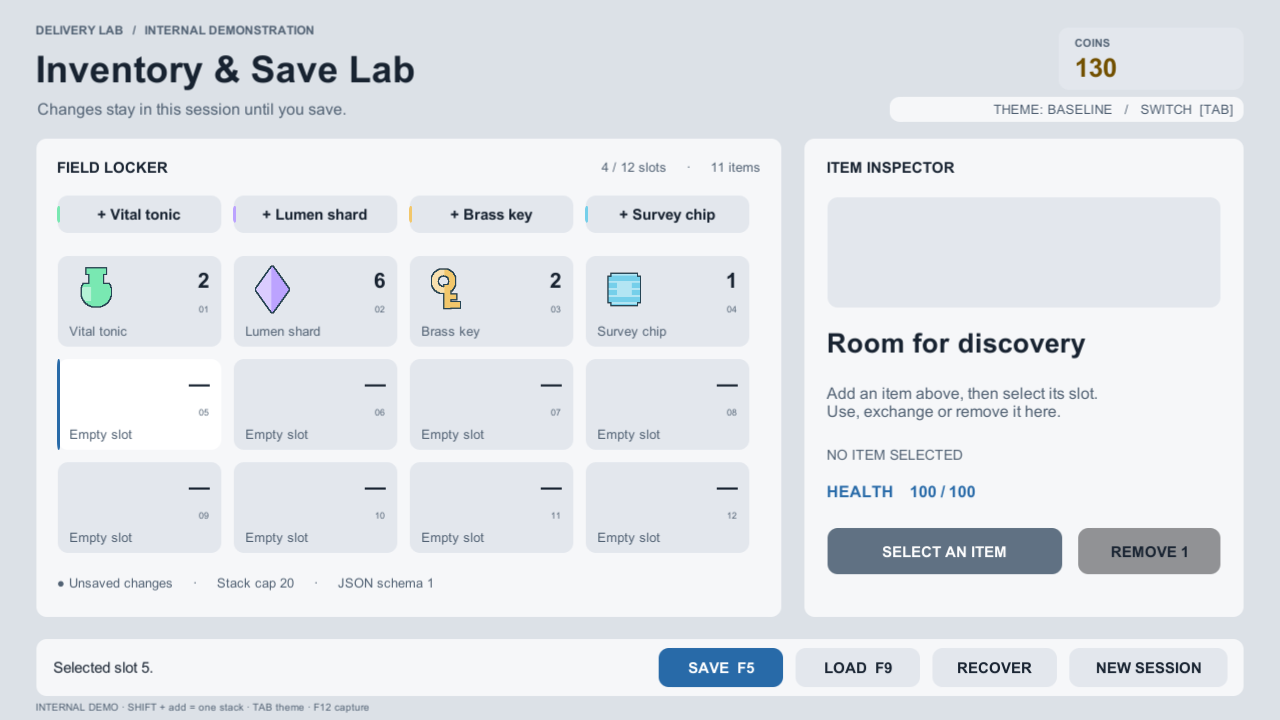 DELIVERY LAB / INTERNAL DEMONSTRATION
Inventory & Save Lab
Changes stay in this session until you save.
COINS
130
THEME: BASELINE / SWITCH [TAB]
FIELD LOCKER
4 / 12 slots · 11 items
+ Vital tonic
+ Lumen shard
+ Brass key
+ Survey chip
2
01
Vital tonic
6
02
Lumen shard
2
03
Brass key
1
04
Survey chip
—
05
Empty slot
—
06
Empty slot
—
07
Empty slot
—
08
Empty slot
—
09
Empty slot
—
10
Empty slot
—
11
Empty slot
—
12
Empty slot
● Unsaved changes · Stack cap 20 · JSON schema 1
ITEM INSPECTOR
Room for discovery
Add an item above, then select its slot.
Use, exchange or remove it here.
NO ITEM SELECTED
HEALTH 100 / 100
SELECT AN ITEM
REMOVE 1
Selected slot 5.
SAVE F5
LOAD F9
RECOVER
NEW SESSION
INTERNAL DEMO · SHIFT + add = one stack · TAB theme · F12 capture